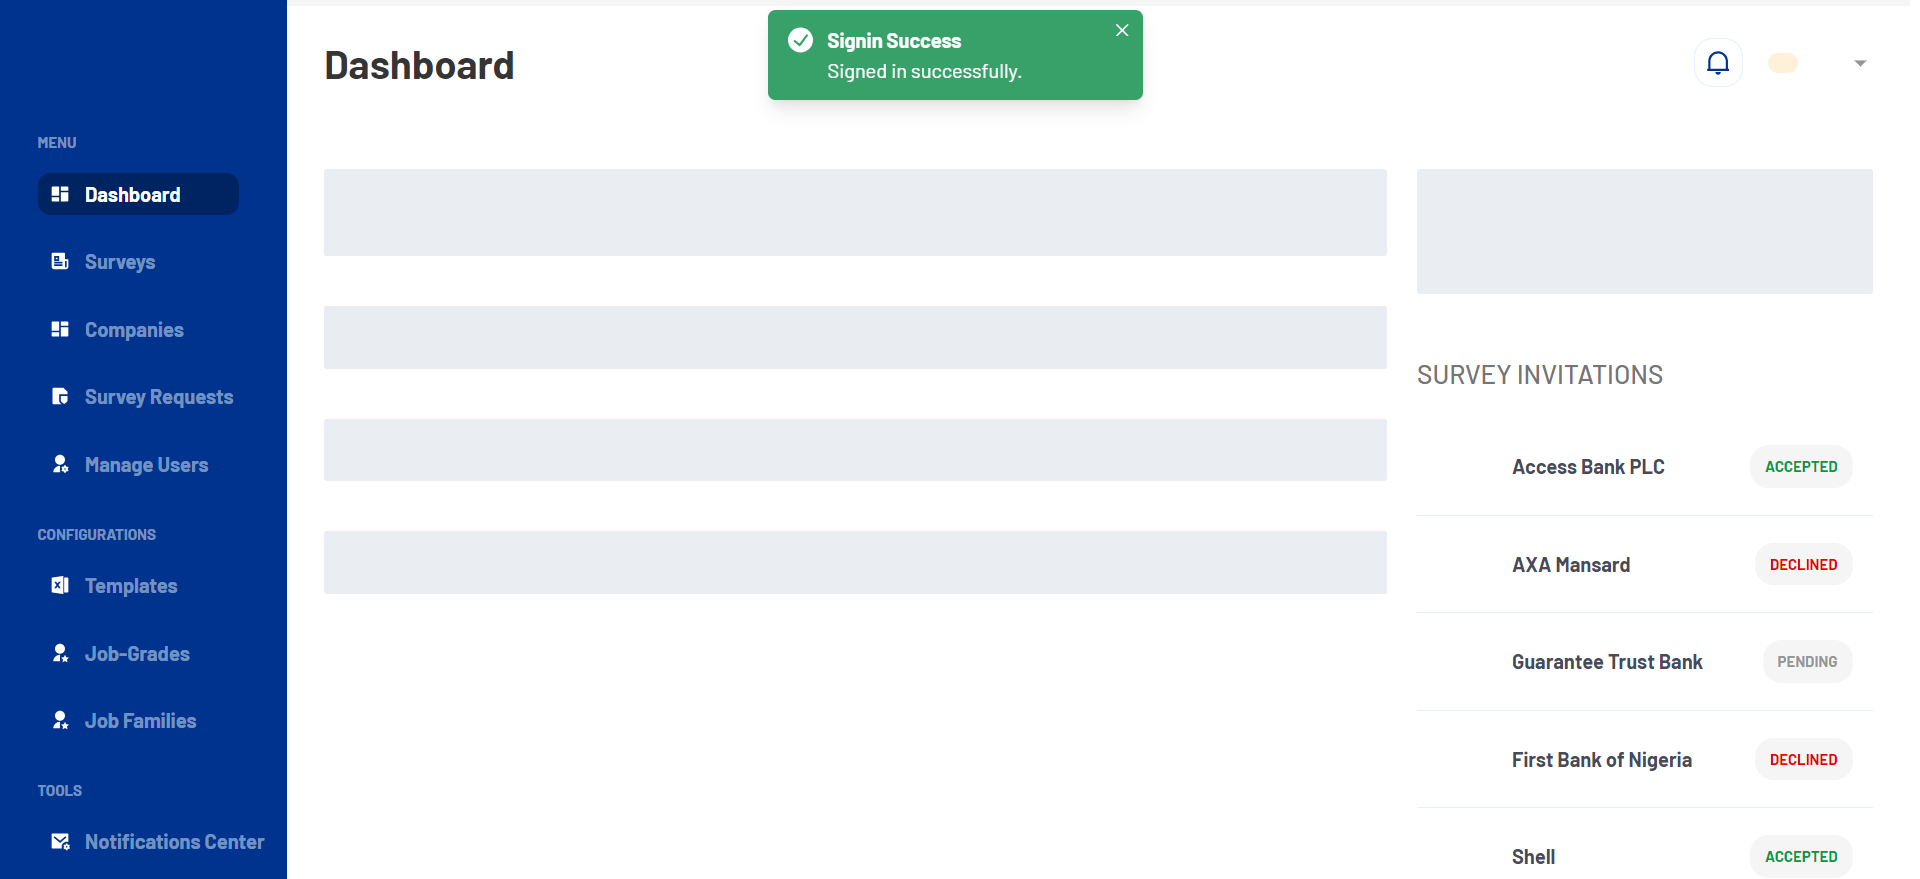 Dashboard
Signin Success
Signed in successfully.
MENU
Dashboard
Surveys
Companies
Survey Requests
Manage Users
CONFIGURATIONS
Templates
Job-Grades
Job Families
TOOLS
Notifications Center
SURVEY INVITATIONS
Access Bank PLC ACCEPTED
AXA Mansard DECLINED
Guarantee Trust Bank PENDING
First Bank of Nigeria DECLINED
Shell ACCEPTED